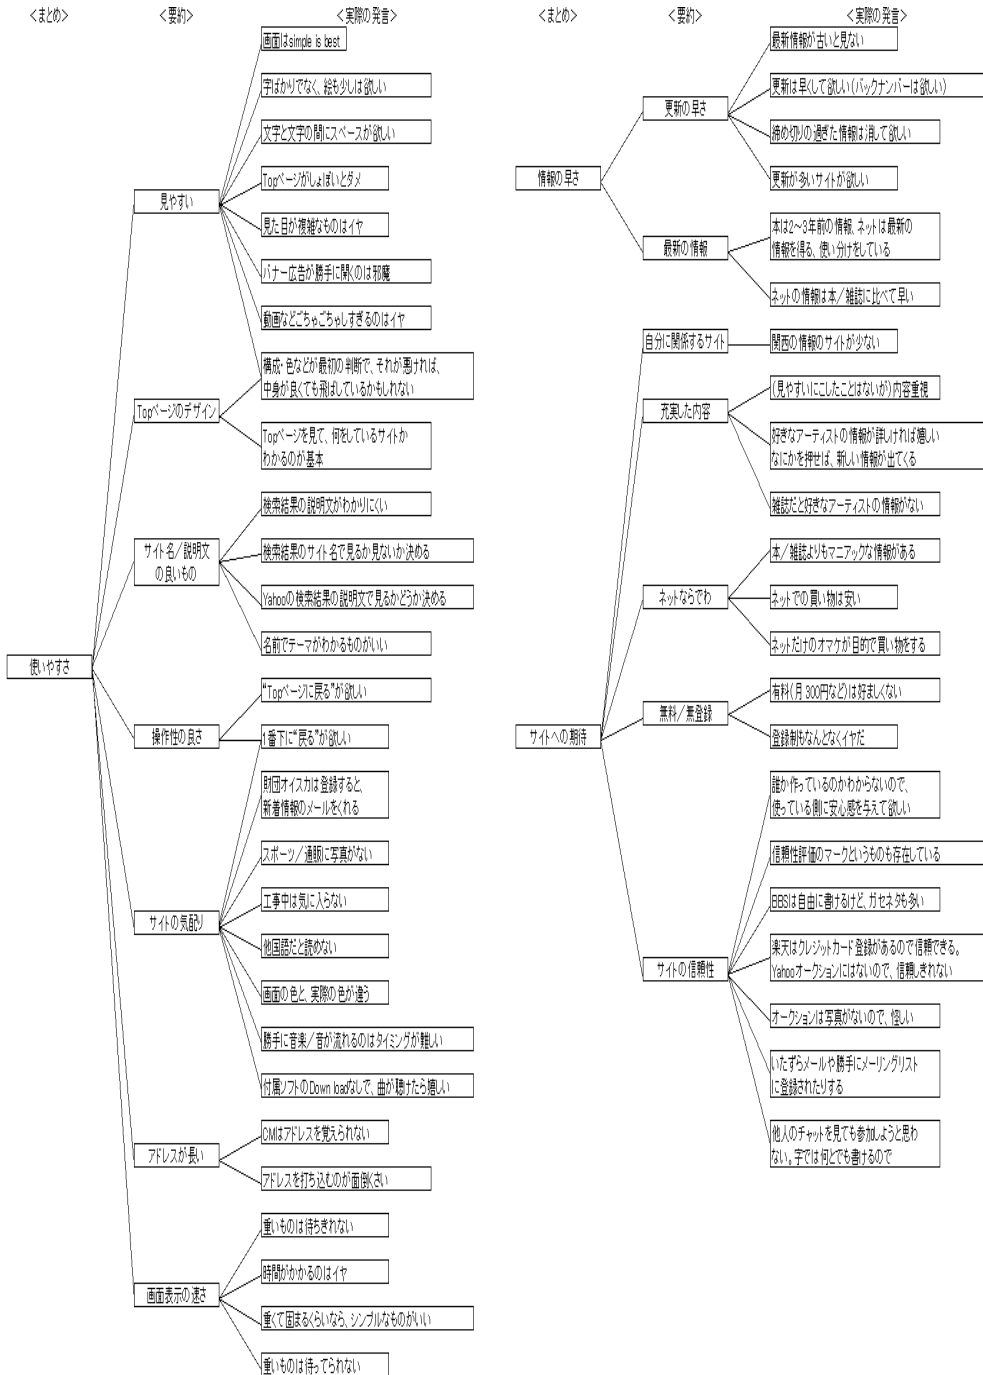 ＜まとめ＞
＜要約＞
＜実際の発言＞
使いやすさ
見やすい
画面はsimple is best
字ばかりでなく、絵も少しは欲しい
文字と文字の間にスペースが欲しい
Topページがしょぼいとダメ
見た目が複雑なものはイヤ
バナー広告が勝手に開くのは邪魔
動画などごちゃごちゃしすぎるのはイヤ
構成・色などが最初の判断で、それが悪ければ、
中身が良くても飛ばしているかもしれない
Topページのデザイン
Topページを見て、何をしているサイトか
わかるのが基本
サイト名／説明文
の良いもの
検索結果の説明文がわかりにくい
検索結果のサイト名で見るか見ないか決める
Yahooの検索結果の説明文で見るかどうか決める
名前でテーマがわかるものがいい
操作性の良さ
“Topページに戻る”が欲しい
1番下に“戻る”が欲しい
サイトの気配り
財団オイスカは登録すると、
新着情報のメールをくれる
スポーツ／通販に写真がない
工事中は気に入らない
他国語だと読めない
画面の色と、実際の色が違う
勝手に音楽／音が流れるのはタイミングが難しい
付属ソフトのDown loadなしで、曲が聴けたら嬉しい
アドレスが長い
CMはアドレスを覚えられない
アドレスを打ち込むのが面倒くさい
画面表示の速さ
重いものは待ちきれない
時間がかかるのはイヤ
重くて固まるくらいなら、シンプルなものがいい
重いものは待ってられない
＜まとめ＞
＜要約＞
＜実際の発言＞
情報の早さ
更新の早さ
最新情報が古いと見ない
更新は早くして欲しい（バックナンバーは欲しい）
締め切りの過ぎた情報は消して欲しい
更新が多いサイトが欲しい
最新の情報
本は2～3年前の情報、ネットは最新の
情報を得る、使い分けをしている
ネットの情報は本／雑誌に比べて早い
サイトへの期待
自分に関係するサイト
関西の情報のサイトが少ない
充実した内容
（見やすいにこしたことはないが）内容重視
好きなアーティストの情報が詳しければ嬉しい
なにかを押せば、新しい情報が出てくる
雑誌だと好きなアーティストの情報がない
ネットならでわ
本／雑誌よりもマニアックな情報がある
ネットでの買い物は安い
ネットだけのオマケが目的で買い物をする
無料／無登録
有料（月300円など）は好ましくない
登録制もなんとなくイヤだ
サイトの信頼性
誰が作っているのかわからないので、
使っている側に安心感を与えて欲しい
信頼性評価のマークというものも存在している
BBSは自由に書けるけど、ガセネタも多い
楽天はクレジットカード登録があるので信頼できる。
Yahooオークションにはないので、信頼しきれない
オークションは写真がないので、怪しい
いたずらメールや勝手にメーリングリスト
に登録されたりする
他人のチャットを見ても参加しようと思わ
ない。字では何とでも書けるので